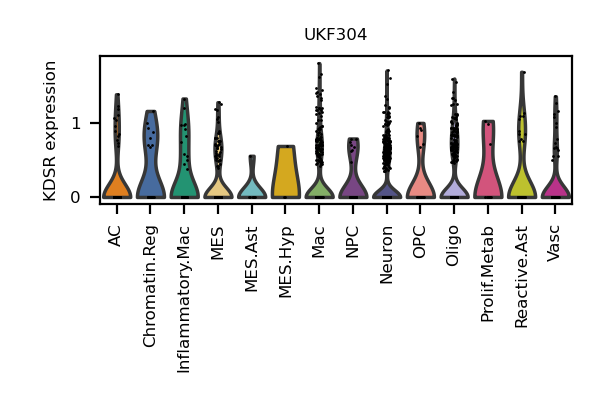 UKF304
KDSR expression
1
0
AC
Chromatin.Reg
Inflammatory.Mac
MES
MES.Ast
MES.Hyp
Mac
NPC
Neuron
OPC
Oligo
Prolif.Metab
Reactive.Ast
Vasc